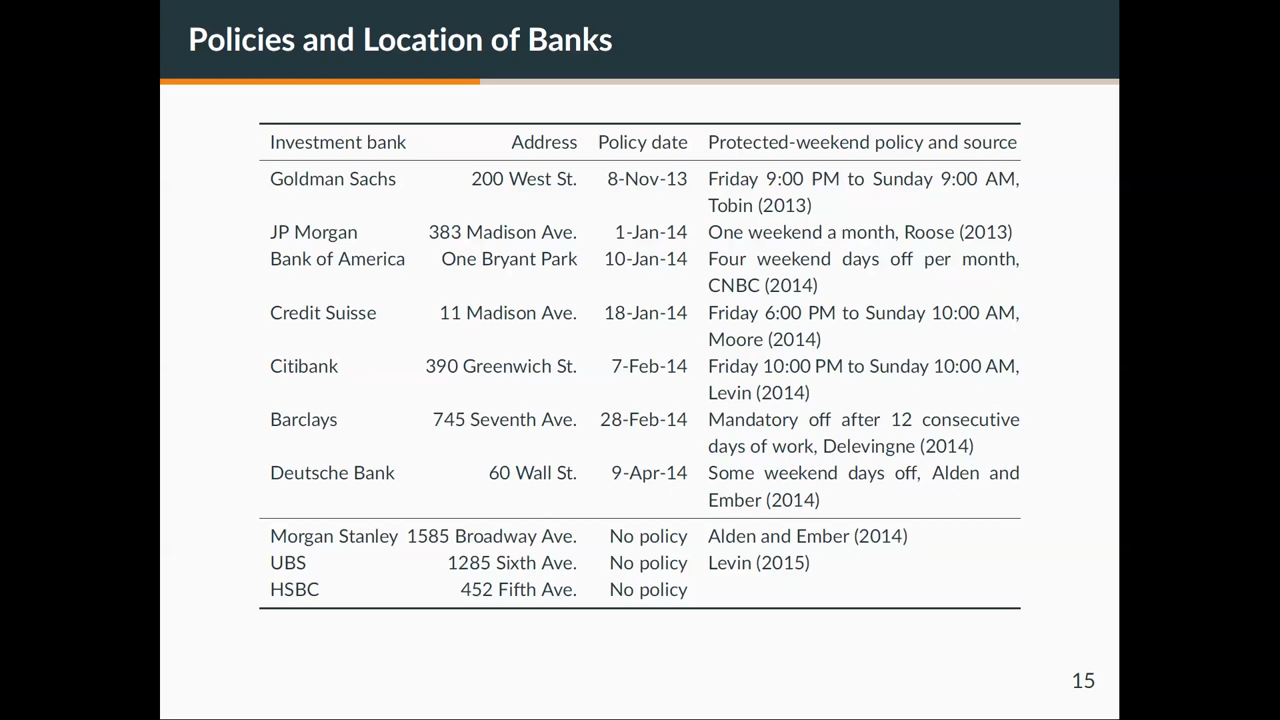 Policies and Location of Banks
Investment bank Address Policy date Protected-weekend policy and source
Goldman Sachs 200 West St. 8-Nov-13 Friday 9:00 PM to Sunday 9:00 AM,
Tobin (2013)
JP Morgan 383 Madison Ave. 1-Jan-14 One weekend a month, Roose (2013)
Bank of America One Bryant Park 10-Jan-14 Four weekend days off per month,
CNBC (2014)
Credit Suisse 11 Madison Ave. 18-Jan-14 Friday 6:00 PM to Sunday 10:00 AM,
Moore (2014)
Citibank 390 Greenwich St. 7-Feb-14 Friday 10:00 PM to Sunday 10:00 AM,
Levin (2014)
Barclays 745 Seventh Ave. 28-Feb-14 Mandatory off after 12 consecutive
days of work, Delevingne (2014)
Deutsche Bank 60 Wall St. 9-Apr-14 Some weekend days off, Alden and
Ember (2014)
Morgan Stanley 1585 Broadway Ave. No policy Alden and Ember (2014)
UBS 1285 Sixth Ave. No policy Levin (2015)
HSBC 452 Fifth Ave. No policy
15